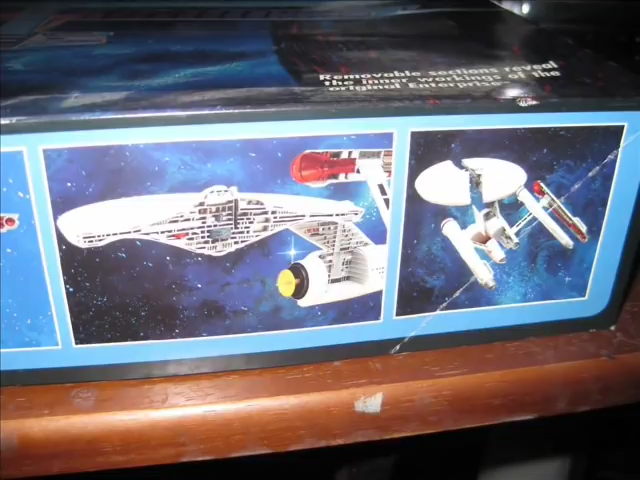 Removable sections reveal
the inner workings of the
original Enterprise